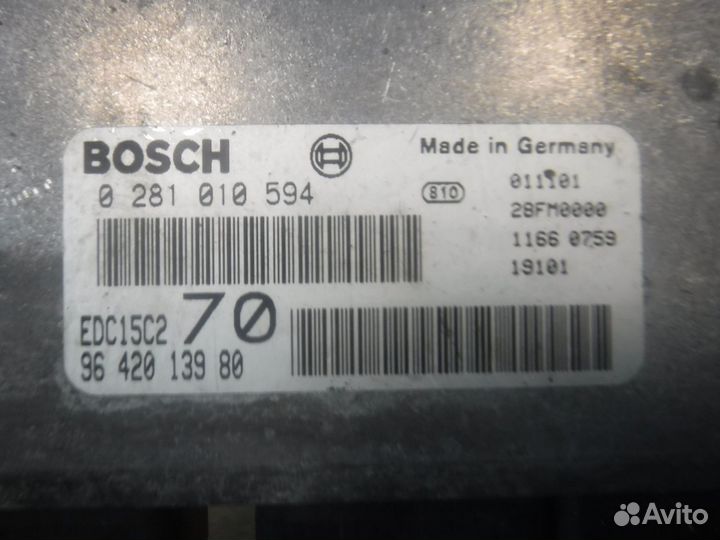 BOSCH
Made in Germany
0 281 010 594
810
011101
28FM0000
1166 0759
19101
EDC15C2
70
96 420 139 80
Avito